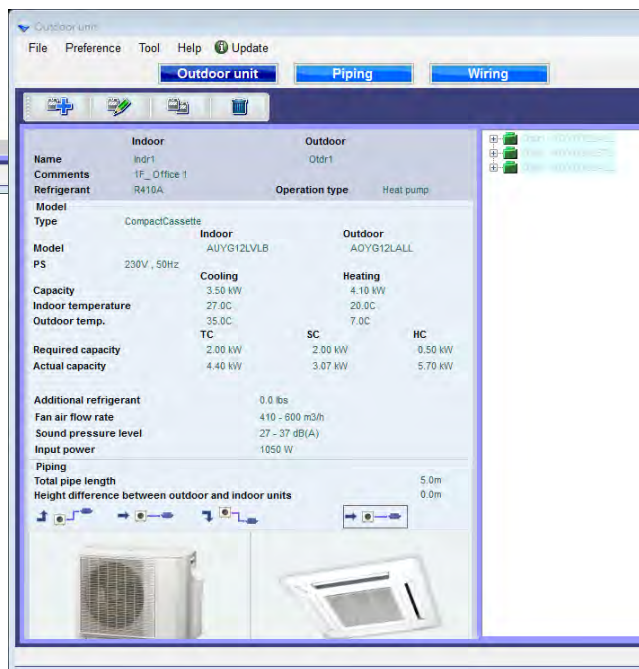 Outdoor unit
File Preference Tool Help Update
Outdoor unit Piping Wiring
Indoor Outdoor
Name Indr1 Otdr1
Comments 1F_ Office 1
Refrigerant R410A Operation type Heat pump
Model
Type CompactCassette
Indoor Outdoor
Model AUYG12LVLB AOYG12LALL
PS 230V , 50Hz
Cooling Heating
Capacity 3.50 kW 4.10 kW
Indoor temperature 27.0C 20.0C
Outdoor temp. 35.0C 7.0C
TC SC HC
Required capacity 2.00 kW 2.00 kW 0.50 kW
Actual capacity 4.40 kW 3.07 kW 5.70 kW
Additional refrigerant 0.0 lbs
Fan air flow rate 410 - 600 m3/h
Sound pressure level 27 - 37 dB(A)
Input power 1050 W
Piping
Total pipe length 5.0m
Height difference between outdoor and indoor units 0.0m